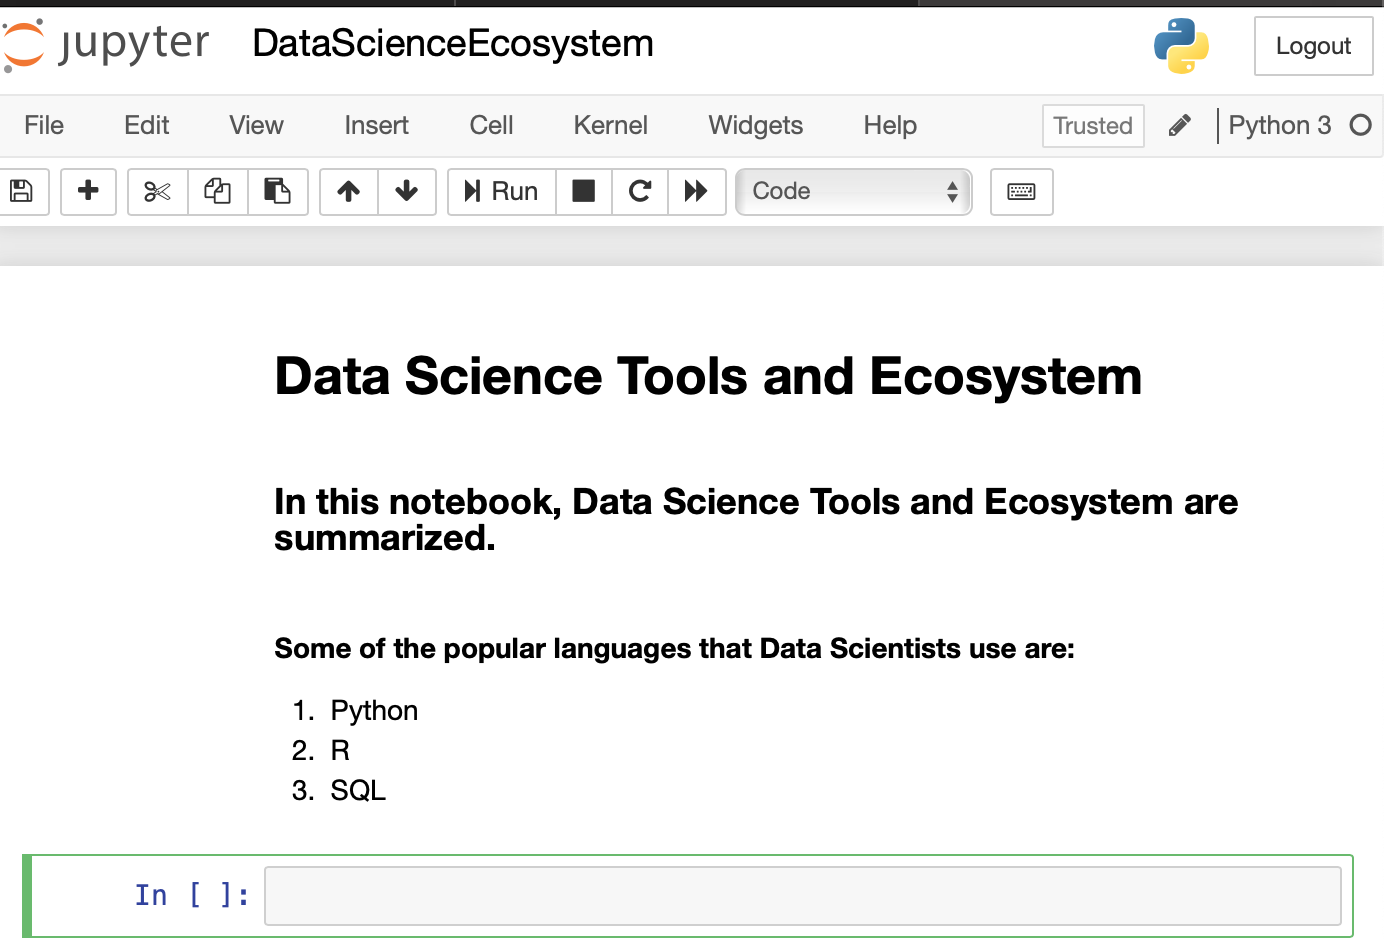 jupyter DataScienceEcosystem Logout
File Edit View Insert Cell Kernel Widgets Help Trusted Python 3
Run Code
Data Science Tools and Ecosystem
In this notebook, Data Science Tools and Ecosystem are
summarized.
Some of the popular languages that Data Scientists use are:
1. Python
2. R
3. SQL
In [ ]: